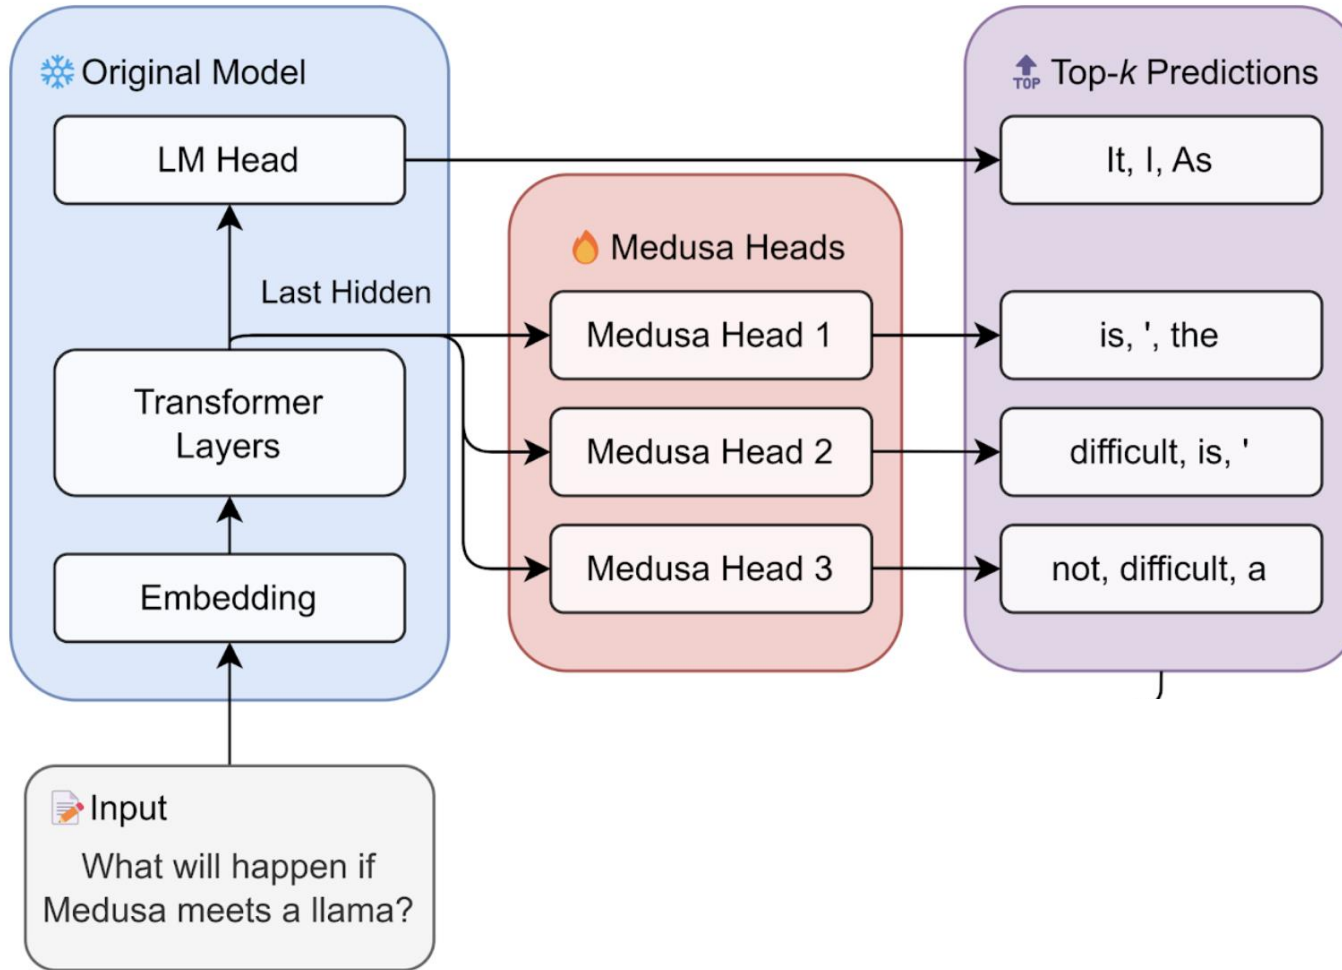 Original Model
LM Head
Last Hidden
Transformer
Layers
Embedding
Input
What will happen if
Medusa meets a llama?
Medusa Heads
Medusa Head 1
Medusa Head 2
Medusa Head 3
TOP
Top-k Predictions
It, I, As
is, ', the
difficult, is, '
not, difficult, a